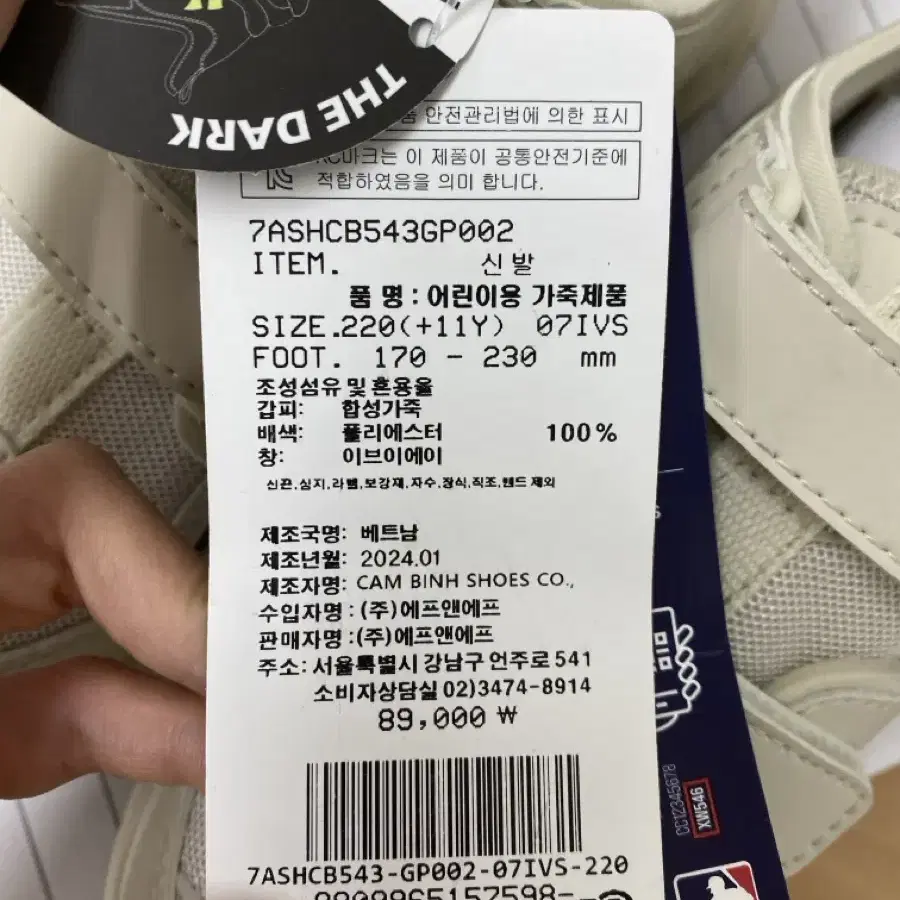 THE DARK
안전관리법에 의한 표시
KC마크는 이 제품이 공통안전기준에
적합하였음을 의미 합니다.
7ASHCB543GP002
ITEM. 신발
품 명 : 어린이용 가죽제품
SIZE.220(+11Y) 07IVS
FOOT. 170 - 230 mm
조성섬유 및 혼용율
갑피: 합성가죽
배색: 폴리에스터 100%
창: 이브이에이
신끈,심지,라벨,보강재,자수,장식,직조,밴드 제외
제조국명: 베트남
제조년월: 2024.01
제조자명: CAM BINH SHOES CO.,
수입자명 : (주)에프앤에프
판매자명 : (주)에프앤에프
주소: 서울특별시 강남구 언주로 541
소비자상담실 02)3474-8914
89,000 ₩
7ASHCB543-GP002-07IVS-220
CC12345678
XW546